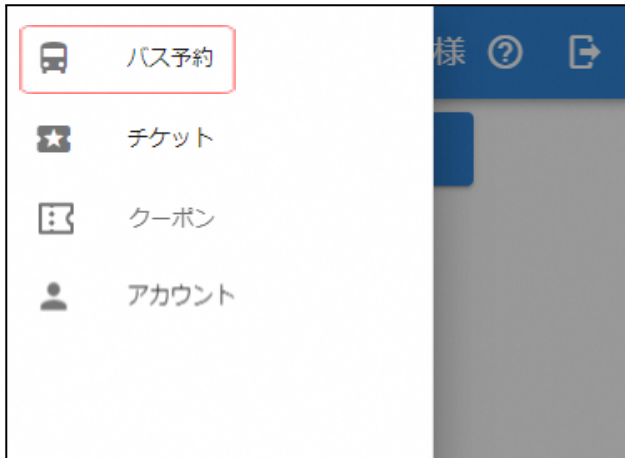 バス予約
様
チケット
クーポン
アカウント